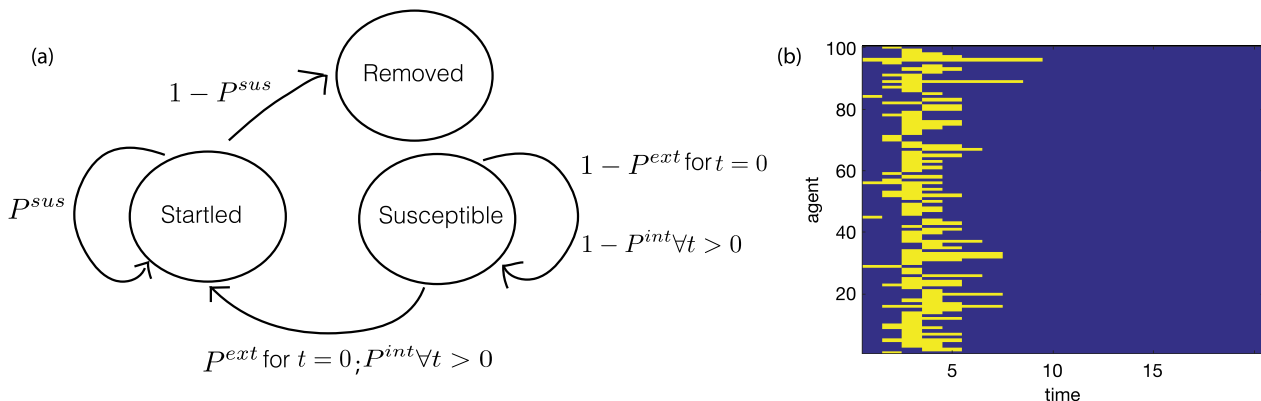 (a)
Removed
1 − P^{sus}
P^{sus}
Startled
Susceptible
1 − P^{ext} for t = 0
1 − P^{int} ∀t > 0
P^{ext} for t = 0; P^{int} ∀t > 0
(b)
100
80
60
40
20
agent
5
10
15
time